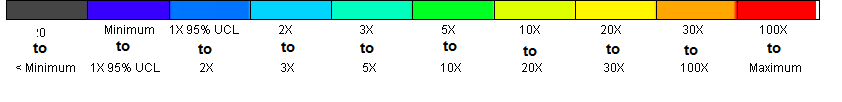 '0 Minimum 1X 95% UCL 2X 3X 5X 10X 20X 30X 100X
to to to to to to to to to to
< Minimum 1X 95% UCL 2X 3X 5X 10X 20X 30X 100X Maximum